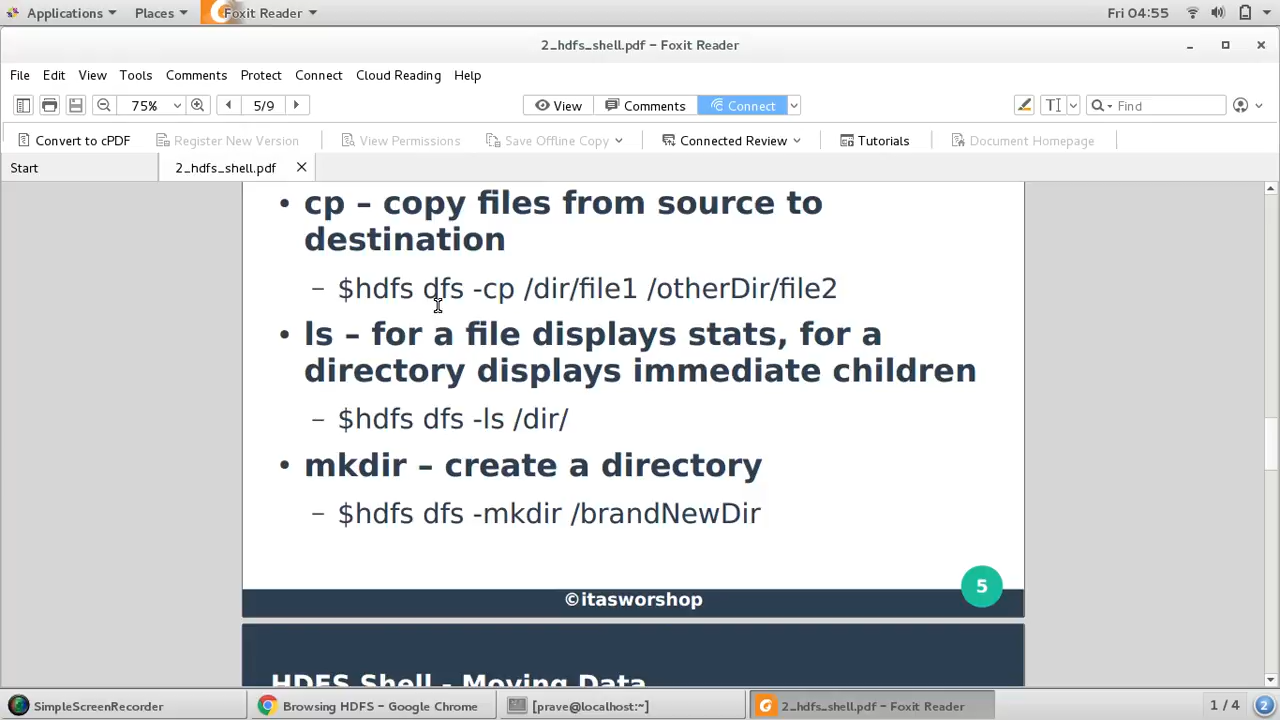 Applications Places Foxit Reader Fri 04:55
2_hdfs_shell.pdf – Foxit Reader
File Edit View Tools Comments Protect Connect Cloud Reading Help
75% 5/9 View Comments Connect Find
Convert to cPDF Register New Version View Permissions Save Offline Copy Connected Review Tutorials Document Homepage
Start 2_hdfs_shell.pdf
• cp – copy files from source to
destination
– $hdfs dfs -cp /dir/file1 /otherDir/file2
• ls – for a file displays stats, for a
directory displays immediate children
– $hdfs dfs -ls /dir/
• mkdir – create a directory
– $hdfs dfs -mkdir /brandNewDir
5
©itasworshop
HDFS Shell - Moving Data
SimpleScreenRecorder Browsing HDFS – Google Chrome [prave@localhost:~] 2_hdfs_shell.pdf – Foxit Reader 1 / 4 2